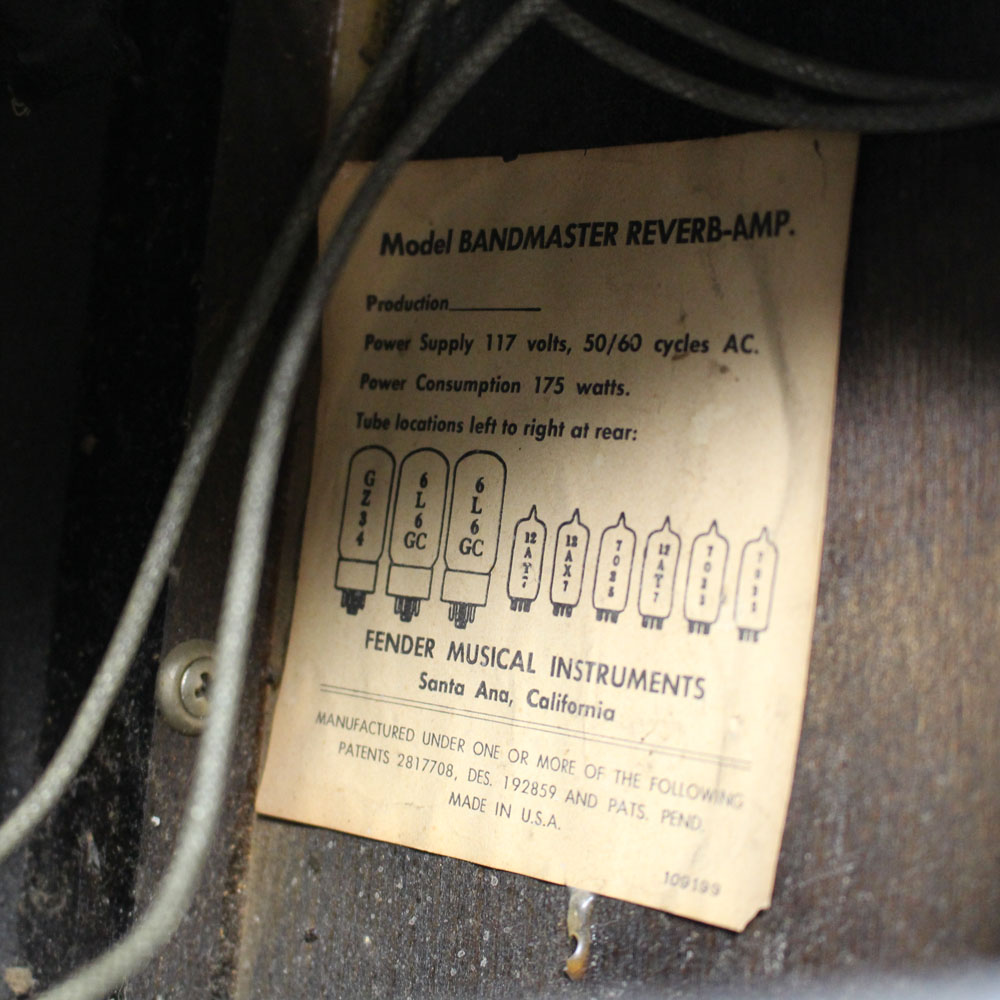 Model BANDMASTER REVERB-AMP.
Production
Power Supply 117 volts, 50/60 cycles AC.
Power Consumption 175 watts.
Tube locations left to right at rear:
GZ34 6L6GC 6L6GC 12AT7 12AX7 7025 12AT7 7025 7025
FENDER MUSICAL INSTRUMENTS
Santa Ana, California
MANUFACTURED UNDER ONE OR MORE OF THE FOLLOWING
PATENTS 2817708, DES. 192859 AND PATS. PEND.
MADE IN U.S.A.
109199